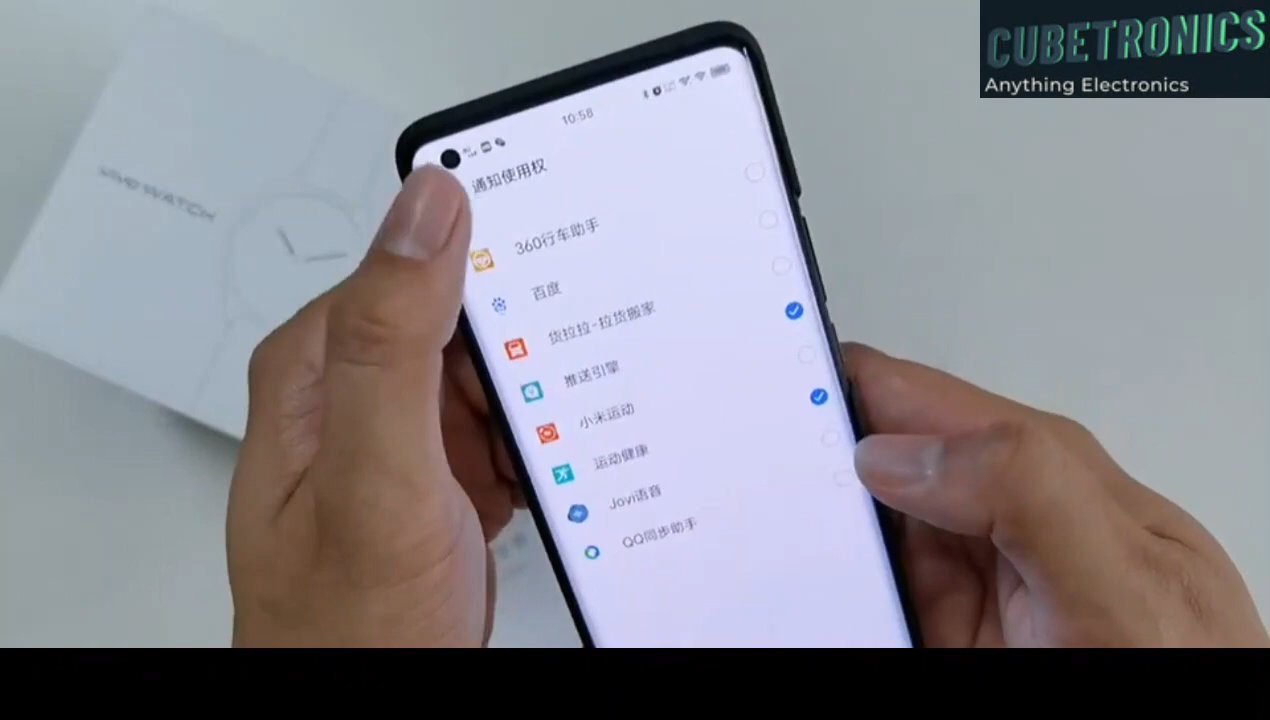 CUBETRONICS
Anything Electronics
10:58
通知使用权
360行车助手
百度
货拉拉-拉货搬家
推送引擎
小米运动
运动健康
Jovi语音
QQ同步助手
vivo WATCH